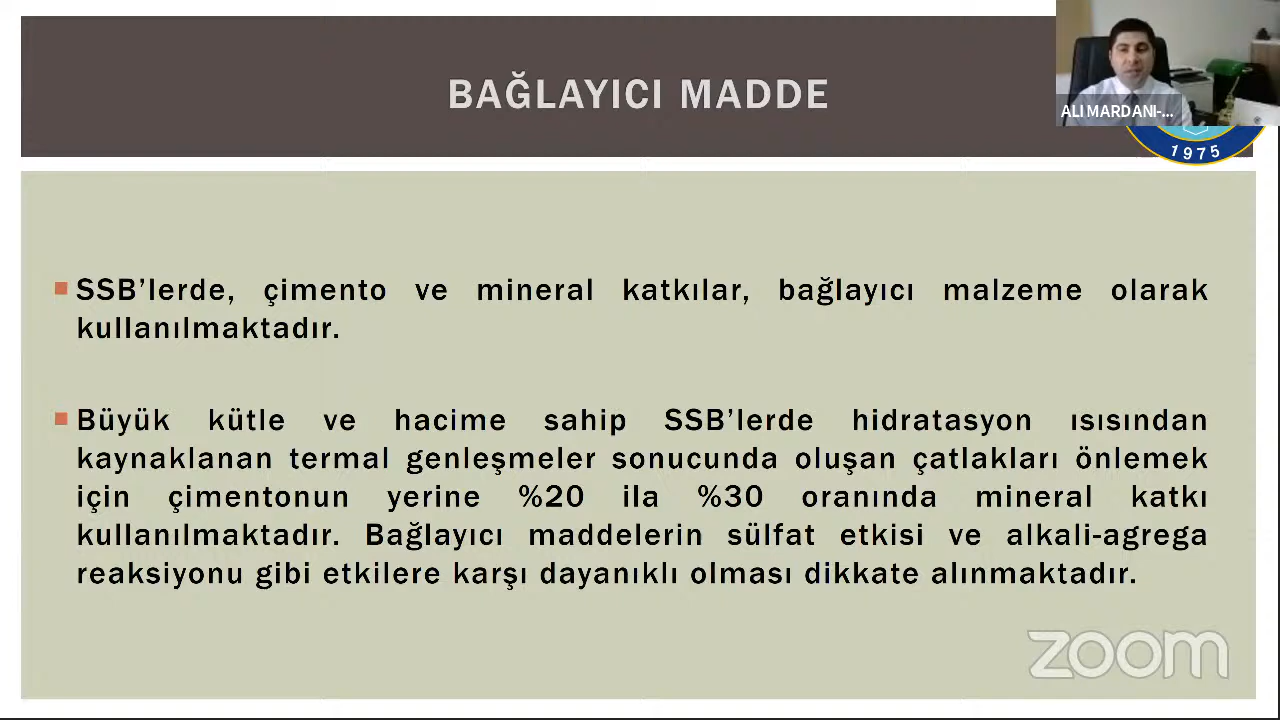 BAĞLAYICI MADDE
ALI MARDANI-...
1975
SSB’lerde, çimento ve mineral katkılar, bağlayıcı malzeme olarak
kullanılmaktadır.
Büyük kütle ve hacime sahip SSB’lerde hidratasyon ısısından
kaynaklanan termal genleşmeler sonucunda oluşan çatlakları önlemek
için çimentonun yerine %20 ila %30 oranında mineral katkı
kullanılmaktadır. Bağlayıcı maddelerin sülfat etkisi ve alkali-agrega
reaksiyonu gibi etkilere karşı dayanıklı olması dikkate alınmaktadır.
zoom